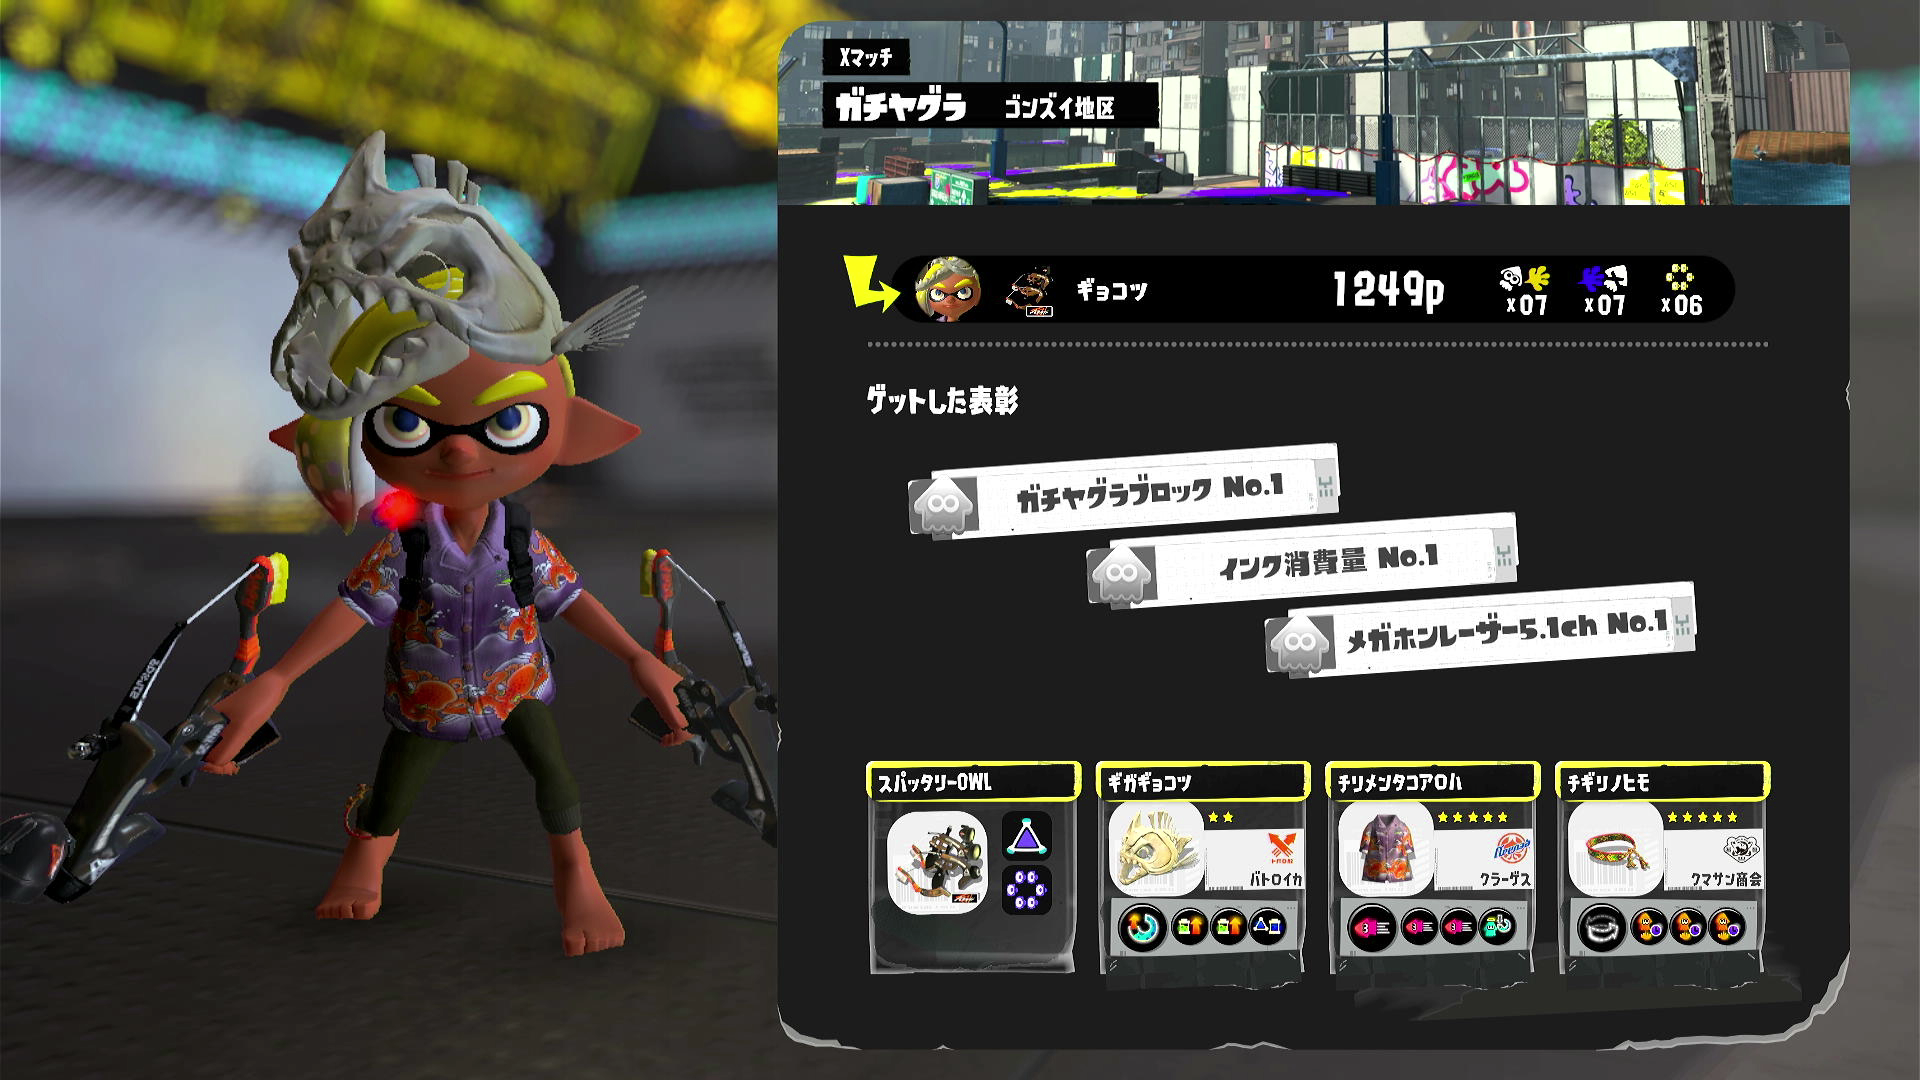 Xマッチ
ガチヤグラ ゴンズイ地区
ギョコツ 1249p x07 x07 x06
ゲットした表彰
ガチヤグラブロック No.1
インク消費量 No.1
メガホンレーザー5.1ch No.1
スパッタリーOWL
ギガギョコツ
バトロイカ
チリメンタコアロハ
クラーゲス
チギリノヒモ
クマサン商会